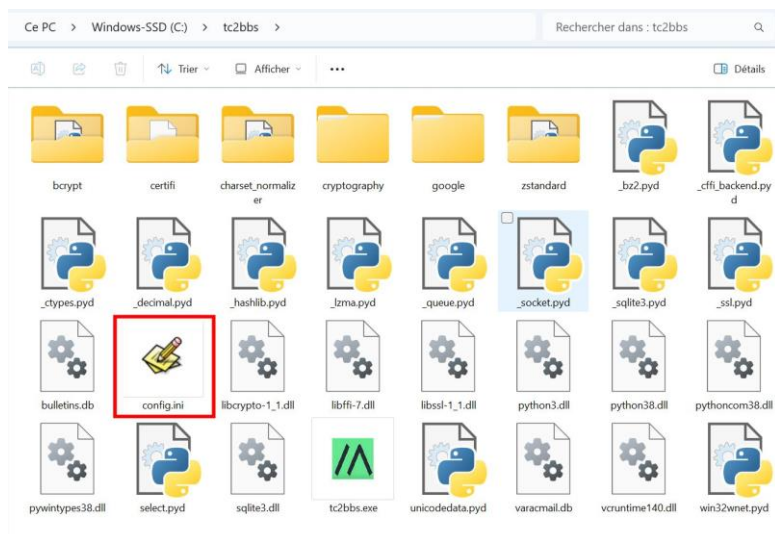 Ce PC > Windows-SSD (C:) > tc2bbs >
Rechercher dans : tc2bbs
Trier
Afficher
...
Détails
bcrypt
certifi
charset_normaliz
er
cryptography
google
zstandard
_bz2.pyd
_cffi_backend.py
d
_ctypes.pyd
_decimal.pyd
_hashlib.pyd
_lzma.pyd
_queue.pyd
_socket.pyd
_sqlite3.pyd
_ssl.pyd
bulletins.db
config.ini
libcrypto-1_1.dll
libffi-7.dll
libssl-1_1.dll
python3.dll
python38.dll
pythoncom38.dll
pywintypes38.dll
select.pyd
sqlite3.dll
tc2bbs.exe
unicodedata.pyd
varacmail.db
vcruntime140.dll
win32wnet.pyd